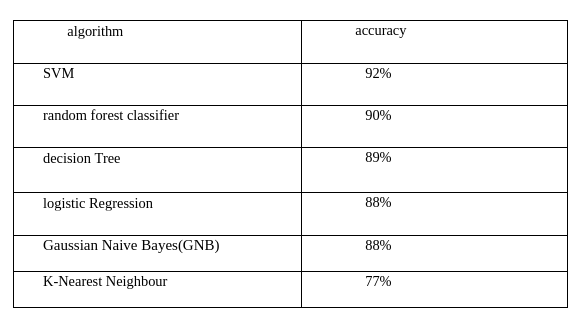 algorithm accuracy
SVM 92%
random forest classifier 90%
decision Tree 89%
logistic Regression 88%
Gaussian Naive Bayes(GNB) 88%
K-Nearest Neighbour 77%